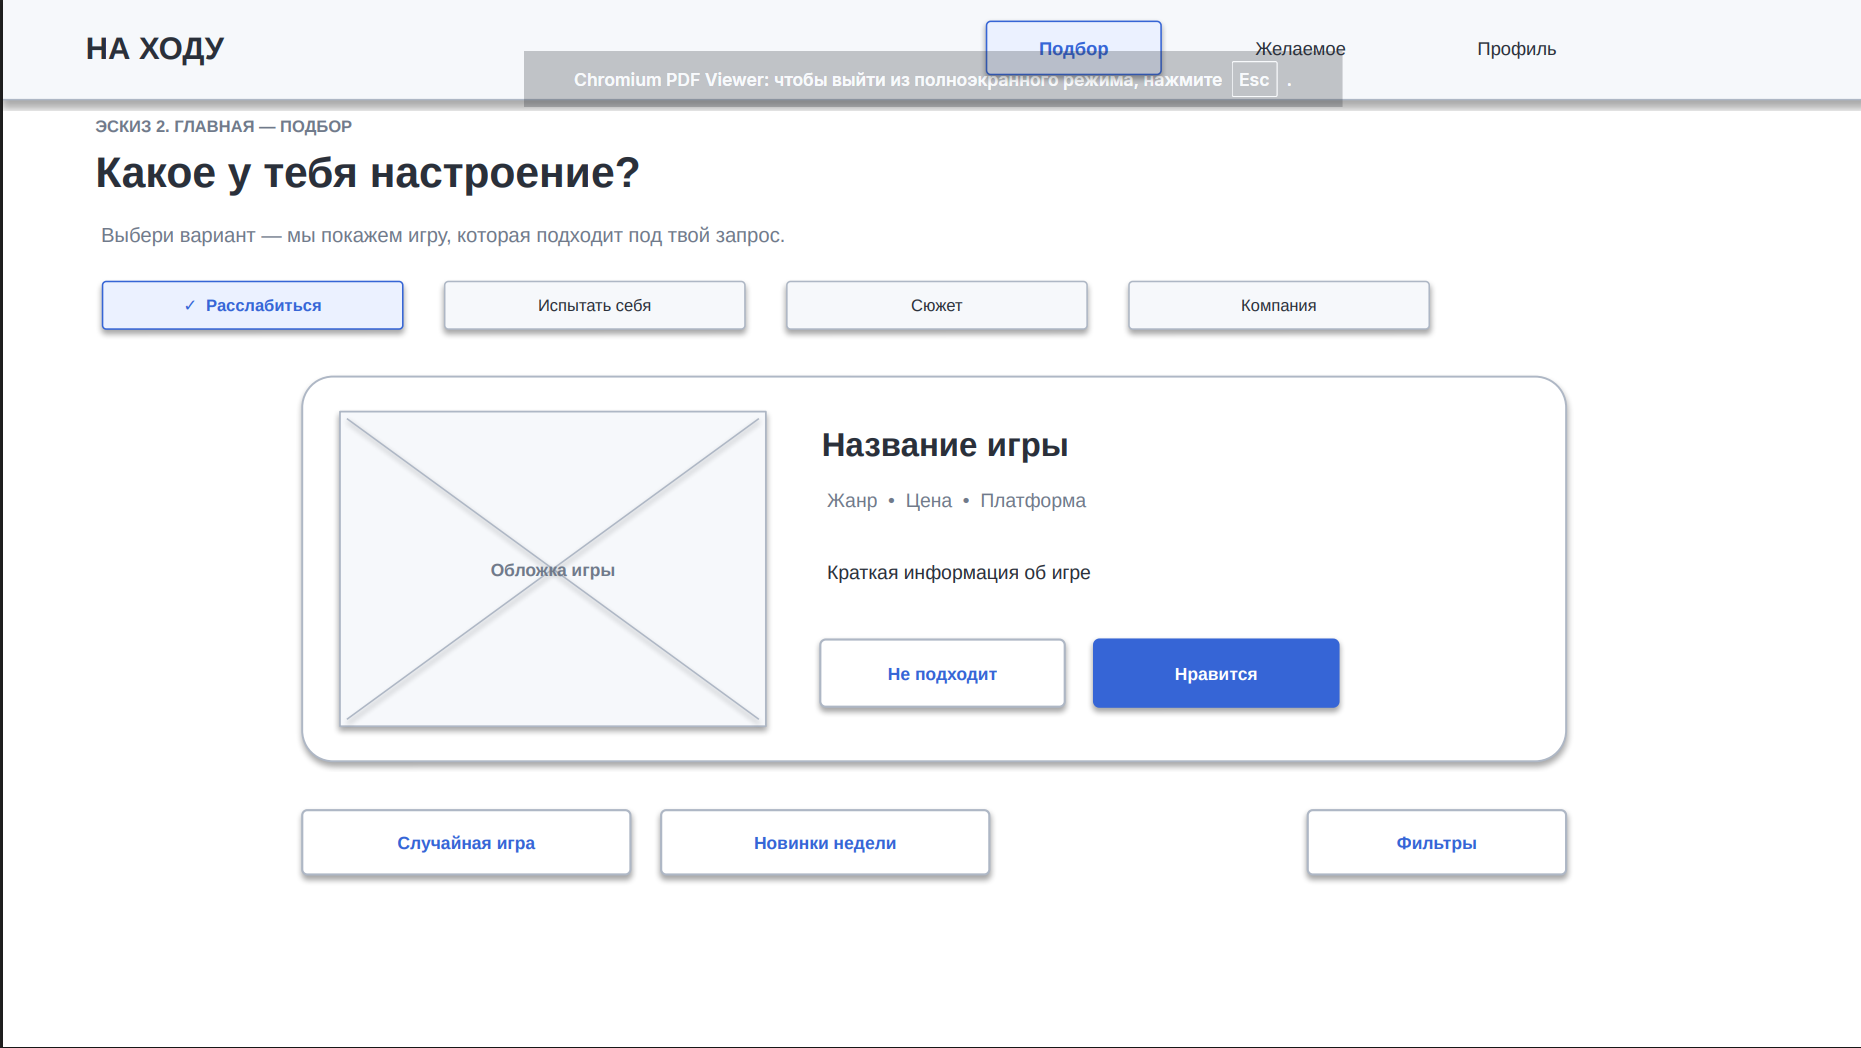 НА ХОДУ
Подбор
Желаемое
Профиль
Chromium PDF Viewer: чтобы выйти из полноэкранного режима, нажмите Esc .
ЭСКИЗ 2. ГЛАВНАЯ — ПОДБОР
Какое у тебя настроение?
Выбери вариант — мы покажем игру, которая подходит под твой запрос.
✓ Расслабиться
Испытать себя
Сюжет
Компания
Обложка игры
Название игры
Жанр • Цена • Платформа
Краткая информация об игре
Не подходит
Нравится
Случайная игра
Новинки недели
Фильтры